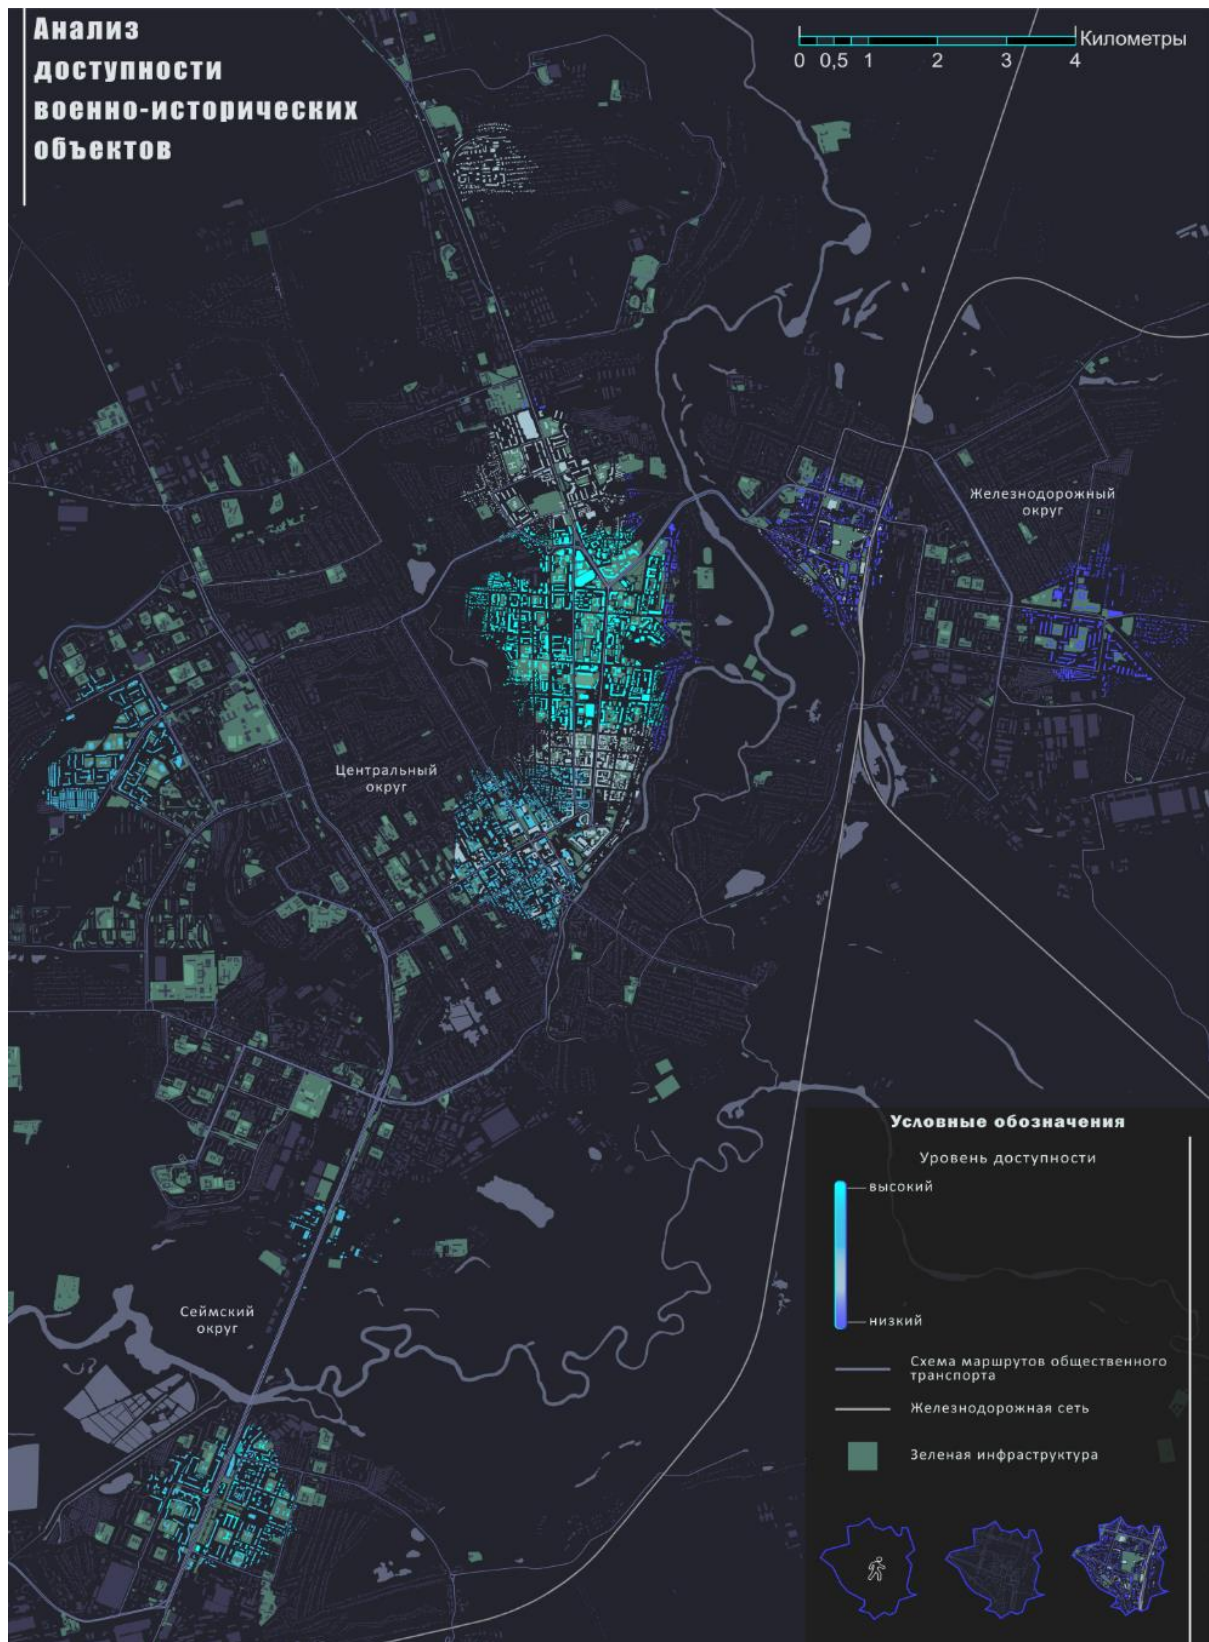 Анализ
доступности
военно-исторических
объектов
Километры
0 0,5 1 2 3 4
Железнодорожный
округ
Центральный
округ
Сеймский
округ
Условные обозначения
Уровень доступности
высокий
низкий
Схема маршрутов общественного
транспорта
Железнодорожная сеть
Зеленая инфраструктура